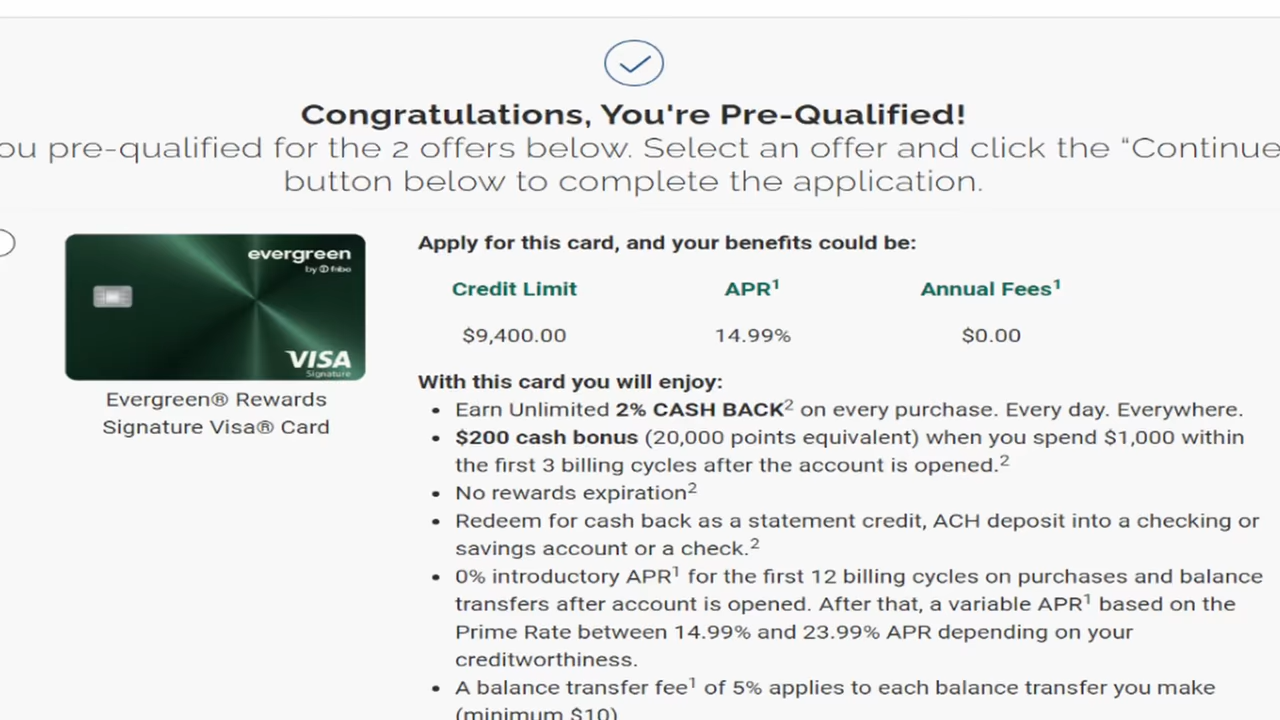 Congratulations, You're Pre-Qualified!
ou pre-qualified for the 2 offers below. Select an offer and click the “Continue
button below to complete the application.
evergreen
by fnbo
VISA
Signature
Evergreen® Rewards
Signature Visa® Card
Apply for this card, and your benefits could be:
Credit Limit APR¹ Annual Fees¹
$9,400.00 14.99% $0.00
With this card you will enjoy:
• Earn Unlimited 2% CASH BACK² on every purchase. Every day. Everywhere.
• $200 cash bonus (20,000 points equivalent) when you spend $1,000 within
the first 3 billing cycles after the account is opened.²
• No rewards expiration²
• Redeem for cash back as a statement credit, ACH deposit into a checking or
savings account or a check.²
• 0% introductory APR¹ for the first 12 billing cycles on purchases and balance
transfers after account is opened. After that, a variable APR¹ based on the
Prime Rate between 14.99% and 23.99% APR depending on your
creditworthiness.
• A balance transfer fee¹ of 5% applies to each balance transfer you make
(minimum $10)